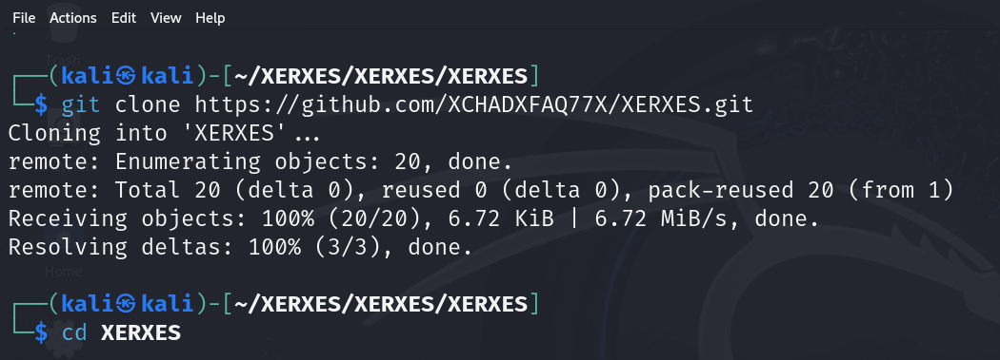 File Actions Edit View Help
Trash
┌──(kali㉿kali)-[~/XERXES/XERXES/XERXES]
└─$ git clone https://github.com/XCHADXFAQ77X/XERXES.git
Cloning into 'XERXES'...
remote: Enumerating objects: 20, done.
remote: Total 20 (delta 0), reused 0 (delta 0), pack-reused 20 (from 1)
Receiving objects: 100% (20/20), 6.72 KiB | 6.72 MiB/s, done.
Resolving deltas: 100% (3/3), done.
Home
┌──(kali㉿kali)-[~/XERXES/XERXES/XERXES]
└─$ cd XERXES